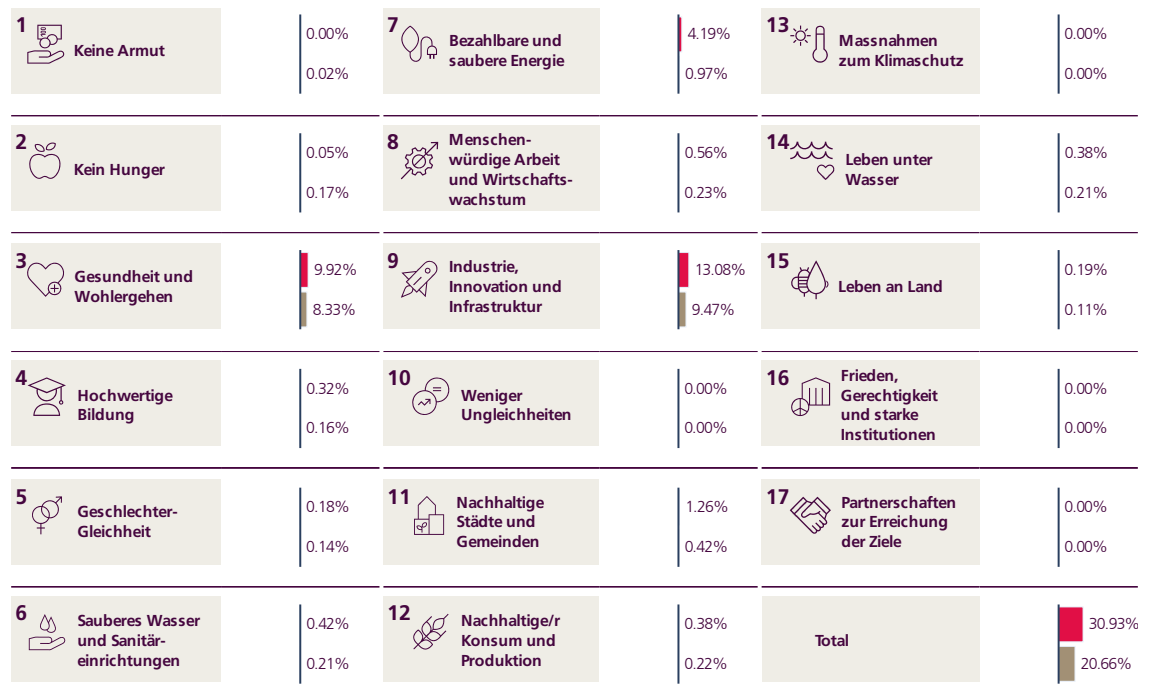 1
Keine Armut
0.00%
0.02%
2
Kein Hunger
0.05%
0.17%
3
Gesundheit und
Wohlergehen
9.92%
8.33%
4
Hochwertige
Bildung
0.32%
0.16%
5
Geschlechter-
Gleichheit
0.18%
0.14%
6
Sauberes Wasser
und Sanitär-
einrichtungen
0.42%
0.21%
7
Bezahlbare und
saubere Energie
4.19%
0.97%
8
Menschen-
würdige Arbeit
und Wirtschafts-
wachstum
0.56%
0.23%
9
Industrie,
Innovation und
Infrastruktur
13.08%
9.47%
10
Weniger
Ungleichheiten
0.00%
0.00%
11
Nachhaltige
Städte und
Gemeinden
1.26%
0.42%
12
Nachhaltige/r
Konsum und
Produktion
0.38%
0.22%
13
Massnahmen
zum Klimaschutz
0.00%
0.00%
14
Leben unter
Wasser
0.38%
0.21%
15
Leben an Land
0.19%
0.11%
16
Frieden,
Gerechtigkeit
und starke
Institutionen
0.00%
0.00%
17
Partnerschaften
zur Erreichung
der Ziele
0.00%
0.00%
Total
30.93%
20.66%